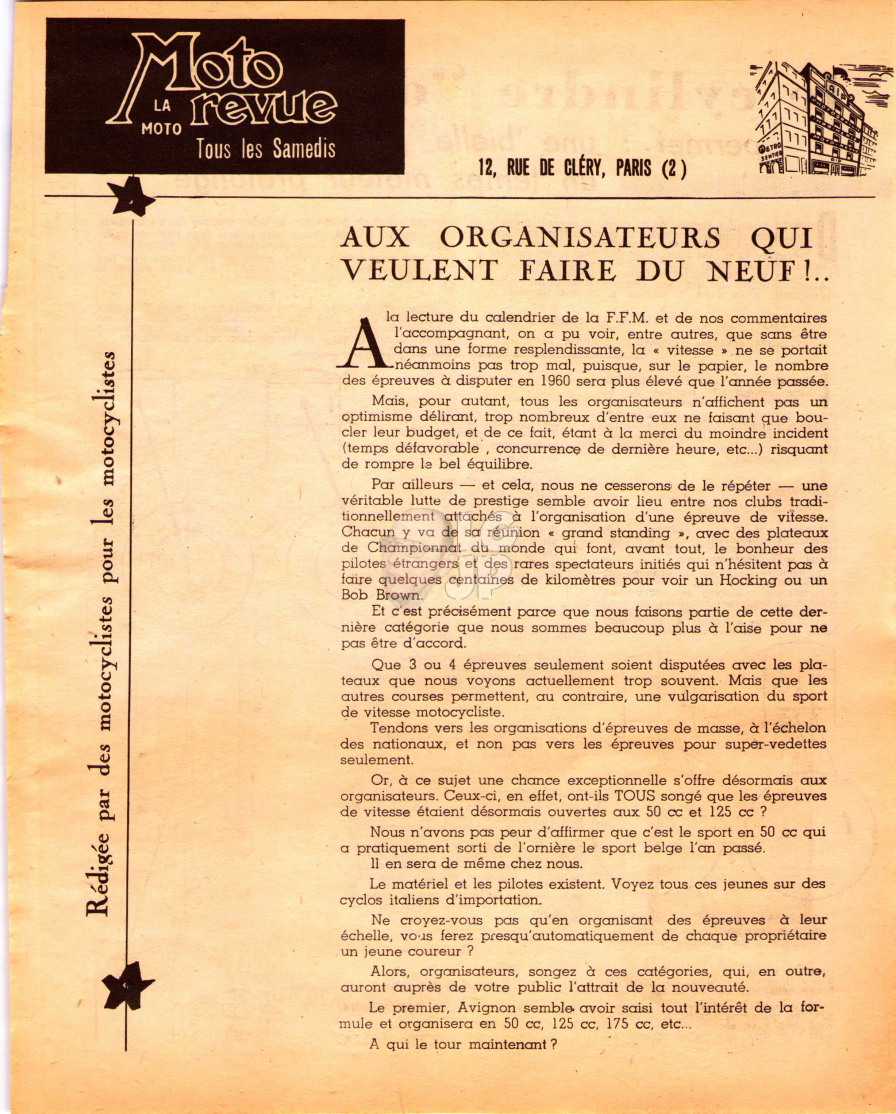 Moto
LA revue
MOTO
Tous les Samedis
12, RUE DE CLÉRY, PARIS (2)
METRO
SENTIER
Rédigée par des motocyclistes pour les motocyclistes
AUX ORGANISATEURS QUI
VEULENT FAIRE DU NEUF !..
A la lecture du calendrier de la F.F.M. et de nos commentaires
l'accompagnant, on a pu voir, entre autres, que sans être
dans une forme resplendissante, la « vitesse » ne se portait
néanmoins pas trop mal, puisque, sur le papier, le nombre
des épreuves à disputer en 1960 sera plus élevé que l'année passée.
Mais, pour autant, tous les organisateurs n'affichent pas un
optimisme délirant, trop nombreux d'entre eux ne faisant que bou-
cler leur budget, et de ce fait, étant à la merci du moindre incident
(temps défavorable , concurrence de dernière heure, etc...) risquant
de rompre le bel équilibre.
Par ailleurs — et cela, nous ne cesserons de le répéter — une
véritable lutte de prestige semble avoir lieu entre nos clubs tradi-
tionnellement attachés à l'organisation d'une épreuve de vitesse.
Chacun y va de sa réunion « grand standing », avec des plateaux
de Championnat du monde qui font, avant tout, le bonheur des
pilotes étrangers et des rares spectateurs initiés qui n'hésitent pas à
faire quelques centaines de kilomètres pour voir un Hocking ou un
Bob Brown.
Et c'est précisément parce que nous faisons partie de cette der-
nière catégorie que nous sommes beaucoup plus à l'aise pour ne
pas être d'accord.
Que 3 ou 4 épreuves seulement soient disputées avec les pla-
teaux que nous voyons actuellement trop souvent. Mais que les
autres courses permettent, au contraire, une vulgarisation du sport
de vitesse motocycliste.
Tendons vers les organisations d'épreuves de masse, à l'échelon
des nationaux, et non pas vers les épreuves pour super-vedettes
seulement.
Or, à ce sujet une chance exceptionnelle s'offre désormais aux
organisateurs. Ceux-ci, en effet, ont-ils TOUS songé que les épreuves
de vitesse étaient désormais ouvertes aux 50 cc et 125 cc ?
Nous n'avons pas peur d'affirmer que c'est le sport en 50 cc qui
a pratiquement sorti de l'ornière le sport belge l'an passé.
Il en sera de même chez nous.
Le matériel et les pilotes existent. Voyez tous ces jeunes sur des
cyclos italiens d'importation.
Ne croyez-vous pas qu'en organisant des épreuves à leur
échelle, vous ferez presqu'automatiquement de chaque propriétaire
un jeune coureur ?
Alors, organisateurs, songez à ces catégories, qui, en outre,
auront auprès de votre public l'attrait de la nouveauté.
Le premier, Avignon semble avoir saisi tout l'intérêt de la for-
mule et organisera en 50 cc, 125 cc, 175 cc, etc...
A qui le tour maintenant ?